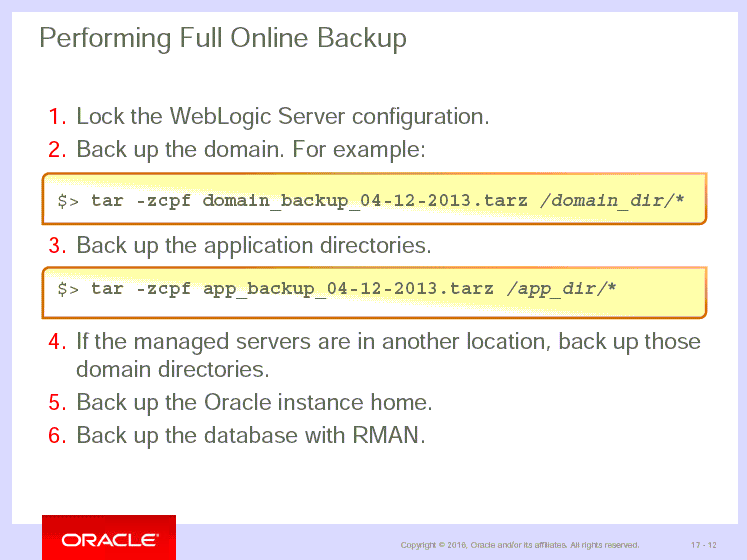 Performing Full Online Backup
1. Lock the WebLogic Server configuration.
2. Back up the domain. For example:
$> tar -zcpf domain_backup_04-12-2013.tarz /domain_dir/*
3. Back up the application directories.
$> tar -zcpf app_backup_04-12-2013.tarz /app_dir/*
4. If the managed servers are in another location, back up those
domain directories.
5. Back up the Oracle instance home.
6. Back up the database with RMAN.
ORACLE
Copyright © 2016, Oracle and/or its affiliates. All rights reserved. 17 - 12